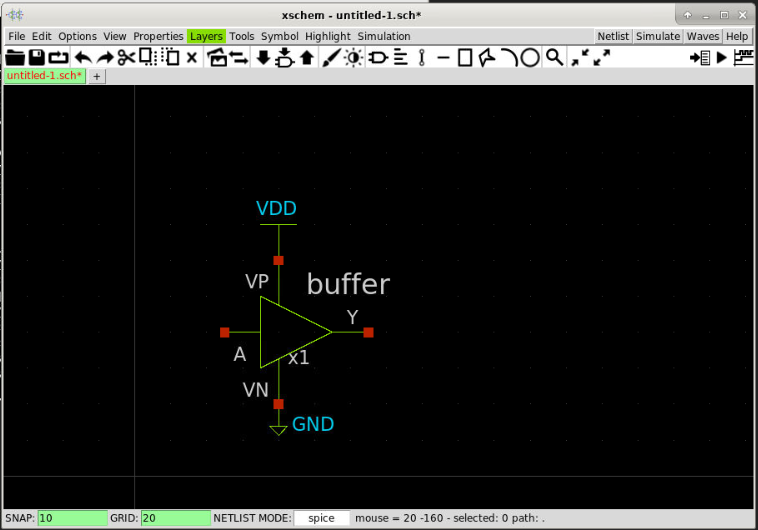 xschem - untitled-1.sch*
File Edit Options View Properties Layers Tools Symbol Highlight Simulation Netlist Simulate Waves Help
untitled-1.sch* +
VDD
VP buffer
Y
A x1
VN
GND
SNAP: 10 GRID: 20 NETLIST MODE: spice mouse = 20 -160 - selected: 0 path: .